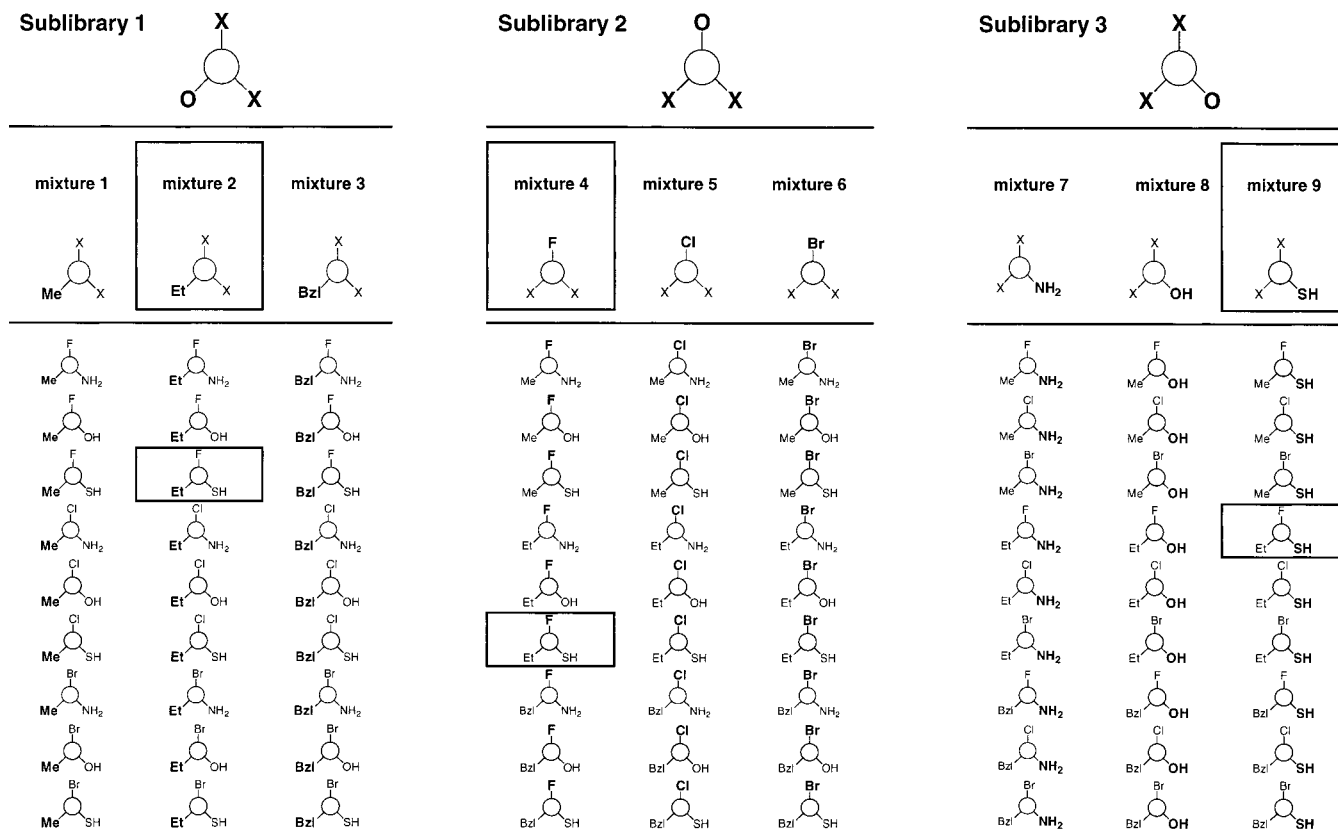 Sublibrary 1 X Sublibrary 2 O Sublibrary 3 X
O X X X X O
mixture 1 mixture 2 mixture 3 mixture 4 mixture 5 mixture 6 mixture 7 mixture 8 mixture 9
X X X F Cl Br X X X
Me X Et X Bzl X X X X X X X X NH₂ X OH X SH
F F F F Cl Br F F F
Me NH₂ Et NH₂ Bzl NH₂ Me NH₂ Me NH₂ Me NH₂ Me NH₂ Me OH Me SH
F F F F Cl Br Cl Cl Cl
Me OH Et OH Bzl OH Me OH Me OH Me OH Me NH₂ Me OH Me SH
F F F F Cl Br Br Br Br
Me SH Et SH Bzl SH Me SH Me SH Me SH Me NH₂ Me OH Me SH
Cl Cl Cl F Cl Br F F F
Me NH₂ Et NH₂ Bzl NH₂ Et NH₂ Et NH₂ Et NH₂ Et NH₂ Et OH Et SH
Cl Cl Cl F Cl Br Cl Cl Cl
Me OH Et OH Bzl OH Et OH Et OH Et OH Et NH₂ Et OH Et SH
Cl Cl Cl F Cl Br Br Br Br
Me SH Et SH Bzl SH Et SH Et SH Et SH Et NH₂ Et OH Et SH
Br Br Br F Cl Br F F F
Me NH₂ Et NH₂ Bzl NH₂ Bzl NH₂ Bzl NH₂ Bzl NH₂ Bzl NH₂ Bzl OH Bzl SH
Br Br Br F Cl Br Cl Cl Cl
Me OH Et OH Bzl OH Bzl OH Bzl OH Bzl OH Bzl NH₂ Bzl OH Bzl SH
Br Br Br F Cl Br Br Br Br
Me SH Et SH Bzl SH Bzl SH Bzl SH Bzl SH Bzl NH₂ Bzl OH Bzl SH